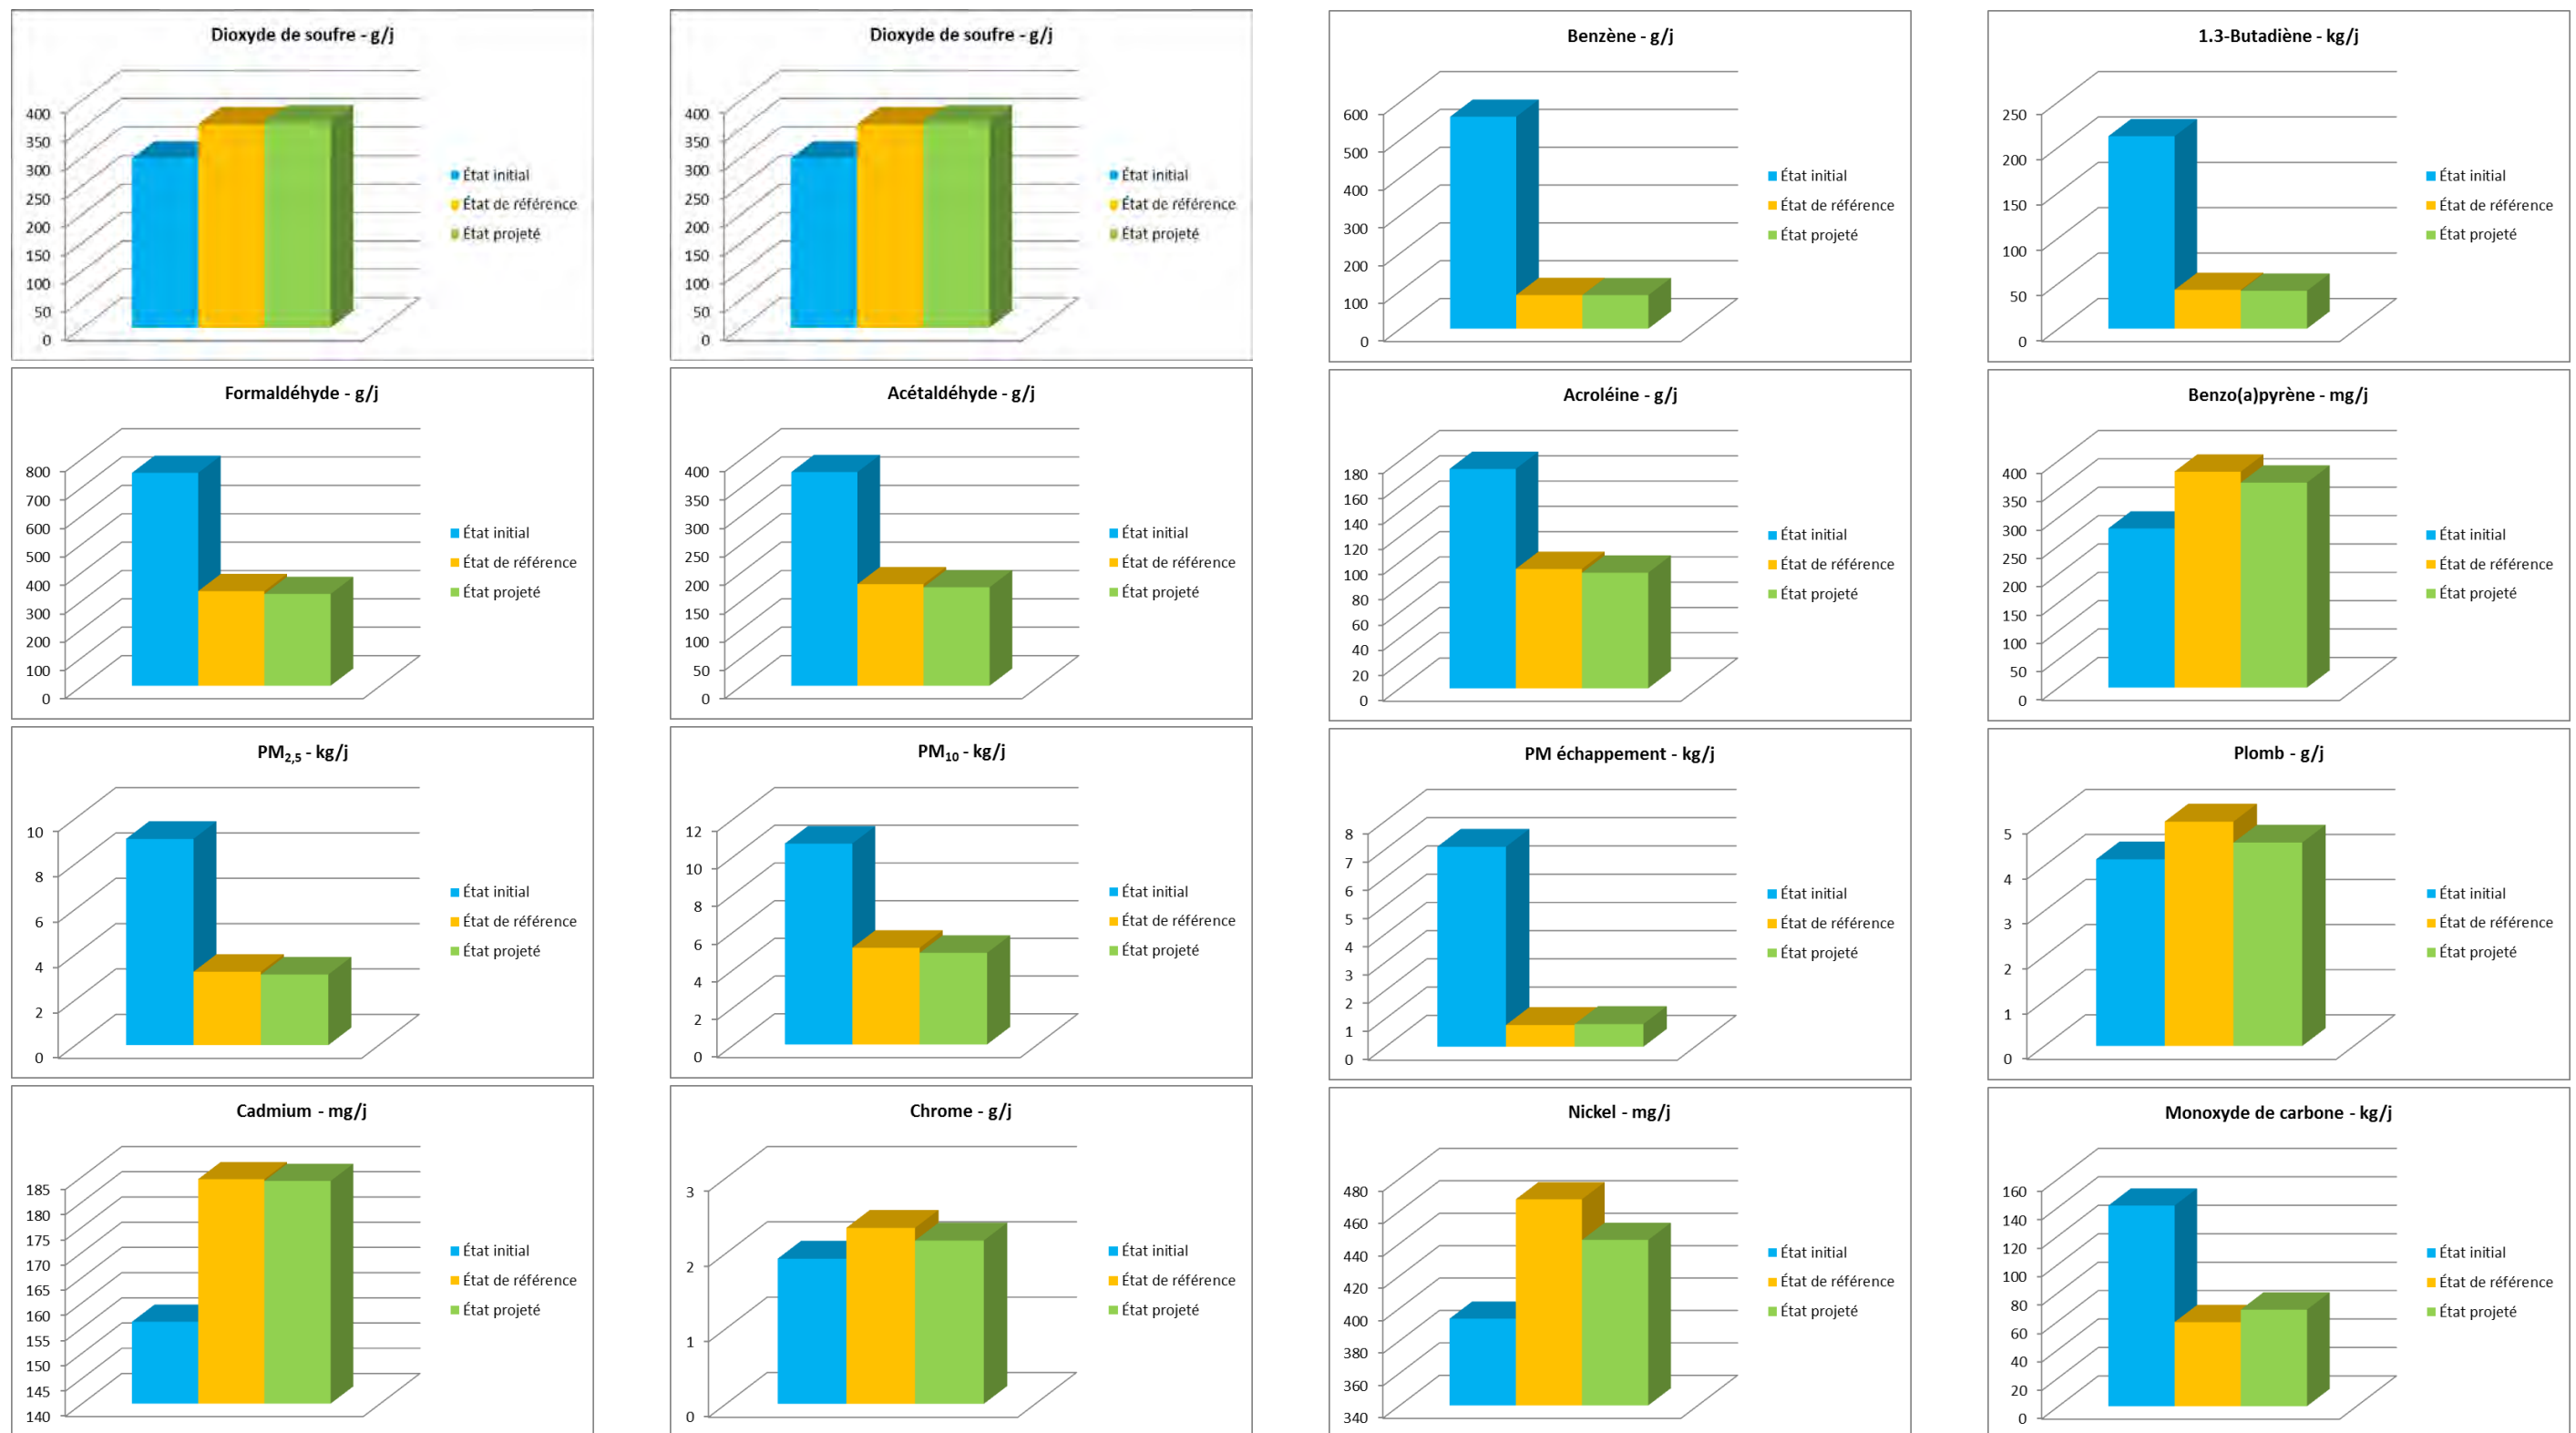 Dioxyde de soufre - g/j
400
350
300
250
200
150
100
50
0
État initial
État de référence
État projeté
Dioxyde de soufre - g/j
400
350
300
250
200
150
100
50
0
État initial
État de référence
État projeté
Benzène - g/j
600
500
400
300
200
100
0
État initial
État de référence
État projeté
1.3-Butadiène - kg/j
250
200
150
100
50
0
État initial
État de référence
État projeté
Formaldéhyde - g/j
800
700
600
500
400
300
200
100
0
État initial
État de référence
État projeté
Acétaldéhyde - g/j
400
350
300
250
200
150
100
50
0
État initial
État de référence
État projeté
Acroléine - g/j
180
160
140
120
100
80
60
40
20
0
État initial
État de référence
État projeté
Benzo(a)pyrène - mg/j
400
350
300
250
200
150
100
50
0
État initial
État de référence
État projeté
PM2,5 - kg/j
10
8
6
4
2
0
État initial
État de référence
État projeté
PM10 - kg/j
12
10
8
6
4
2
0
État initial
État de référence
État projeté
PM échappement - kg/j
8
7
6
5
4
3
2
1
0
État initial
État de référence
État projeté
Plomb - g/j
5
4
3
2
1
0
État initial
État de référence
État projeté
Cadmium - mg/j
185
180
175
170
165
160
155
150
145
140
État initial
État de référence
État projeté
Chrome - g/j
3
2
1
0
État initial
État de référence
État projeté
Nickel - mg/j
480
460
440
420
400
380
360
340
État initial
État de référence
État projeté
Monoxyde de carbone - kg/j
160
140
120
100
80
60
40
20
0
État initial
État de référence
État projeté